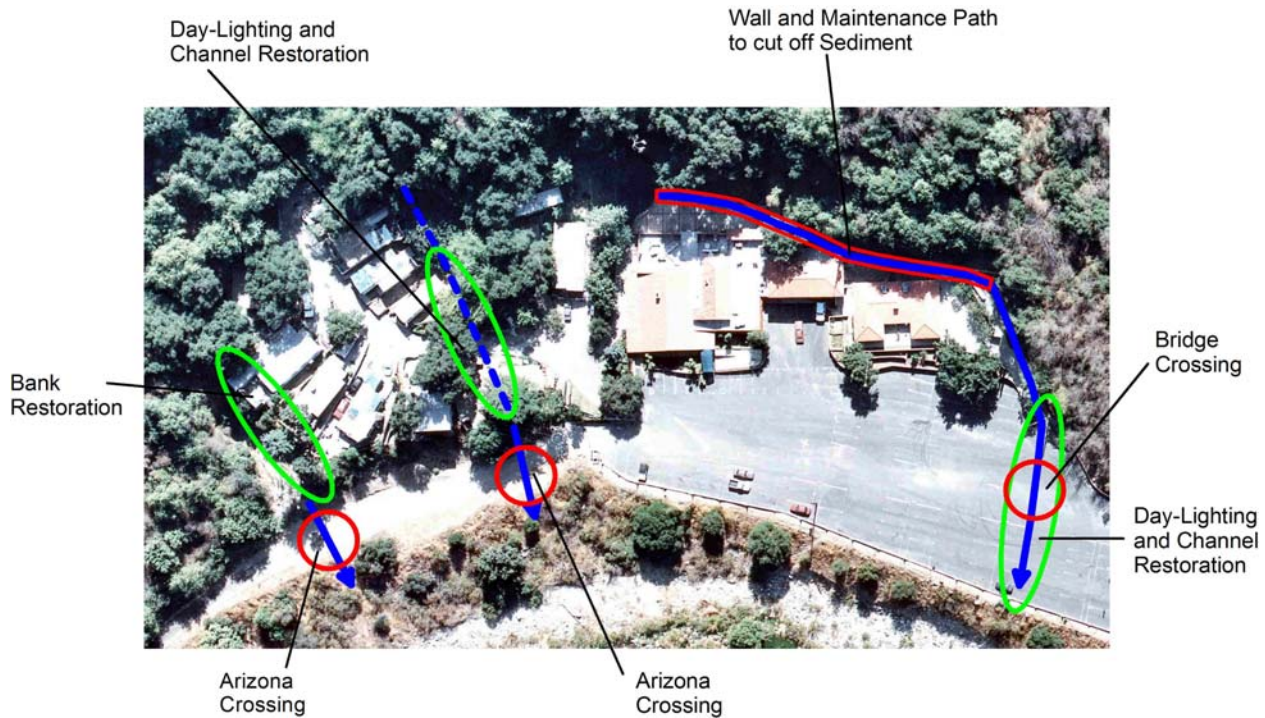 Day-Lighting and
Channel Restoration
Wall and Maintenance Path
to cut off Sediment
Bank
Restoration
Bridge
Crossing
Day-Lighting
and Channel
Restoration
Arizona
Crossing
Arizona
Crossing